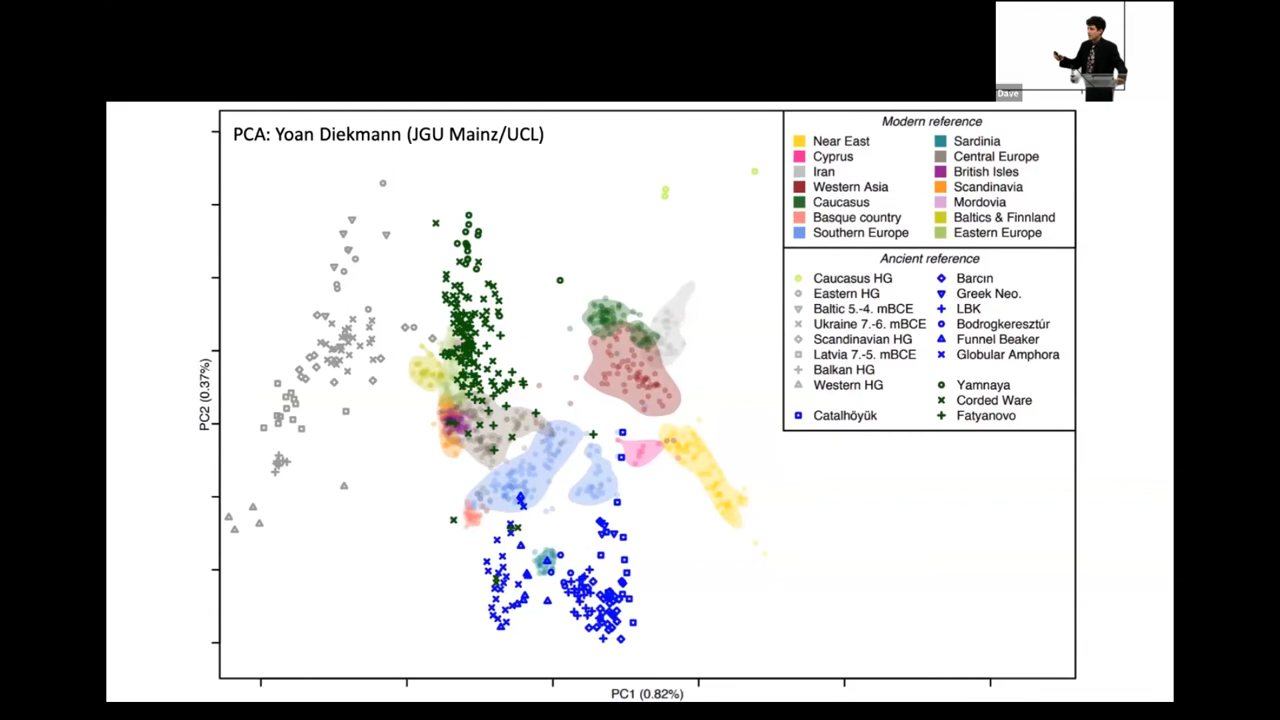 Dave
PCA: Yoan Diekmann (JGU Mainz/UCL)
Modern reference
Near East
Cyprus
Iran
Western Asia
Caucasus
Basque country
Southern Europe
Sardinia
Central Europe
British Isles
Scandinavia
Mordovia
Baltics & Finnland
Eastern Europe
Ancient reference
Caucasus HG
Eastern HG
Baltic 5.-4. mBCE
Ukraine 7.-6. mBCE
Scandinavian HG
Latvia 7.-5. mBCE
Balkan HG
Western HG
Catalhöyük
Barcın
Greek Neo.
LBK
Bodrogkeresztúr
Funnel Beaker
Globular Amphora
Yamnaya
Corded Ware
Fatyanovo
PC2 (0.37%)
PC1 (0.82%)